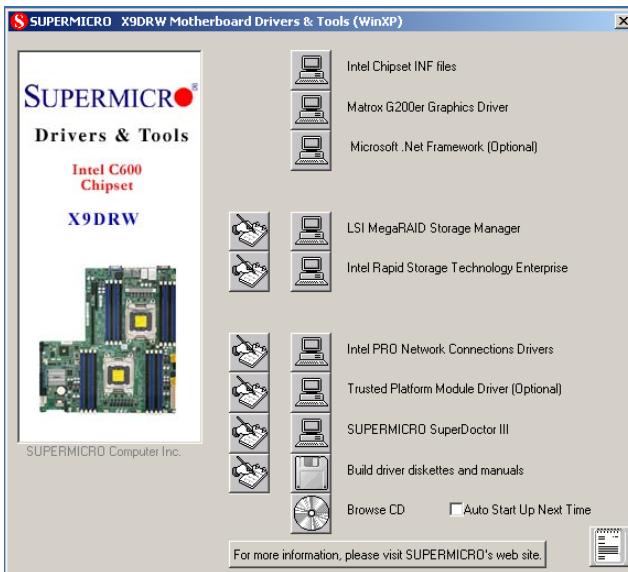 SUPERMICRO X9DRW Motherboard Drivers & Tools (WinXP)
SUPERMICRO®
Drivers & Tools
Intel C600
Chipset
X9DRW
SUPERMICRO Computer Inc.
Intel Chipset INF files
Matrox G200er Graphics Driver
Microsoft .Net Framework (Optional)
LSI MegaRAID Storage Manager
Intel Rapid Storage Technology Enterprise
Intel PRO Network Connections Drivers
Trusted Platform Module Driver (Optional)
SUPERMICRO SuperDoctor III
Build driver diskettes and manuals
Browse CD
Auto Start Up Next Time
For more information, please visit SUPERMICRO's web site.